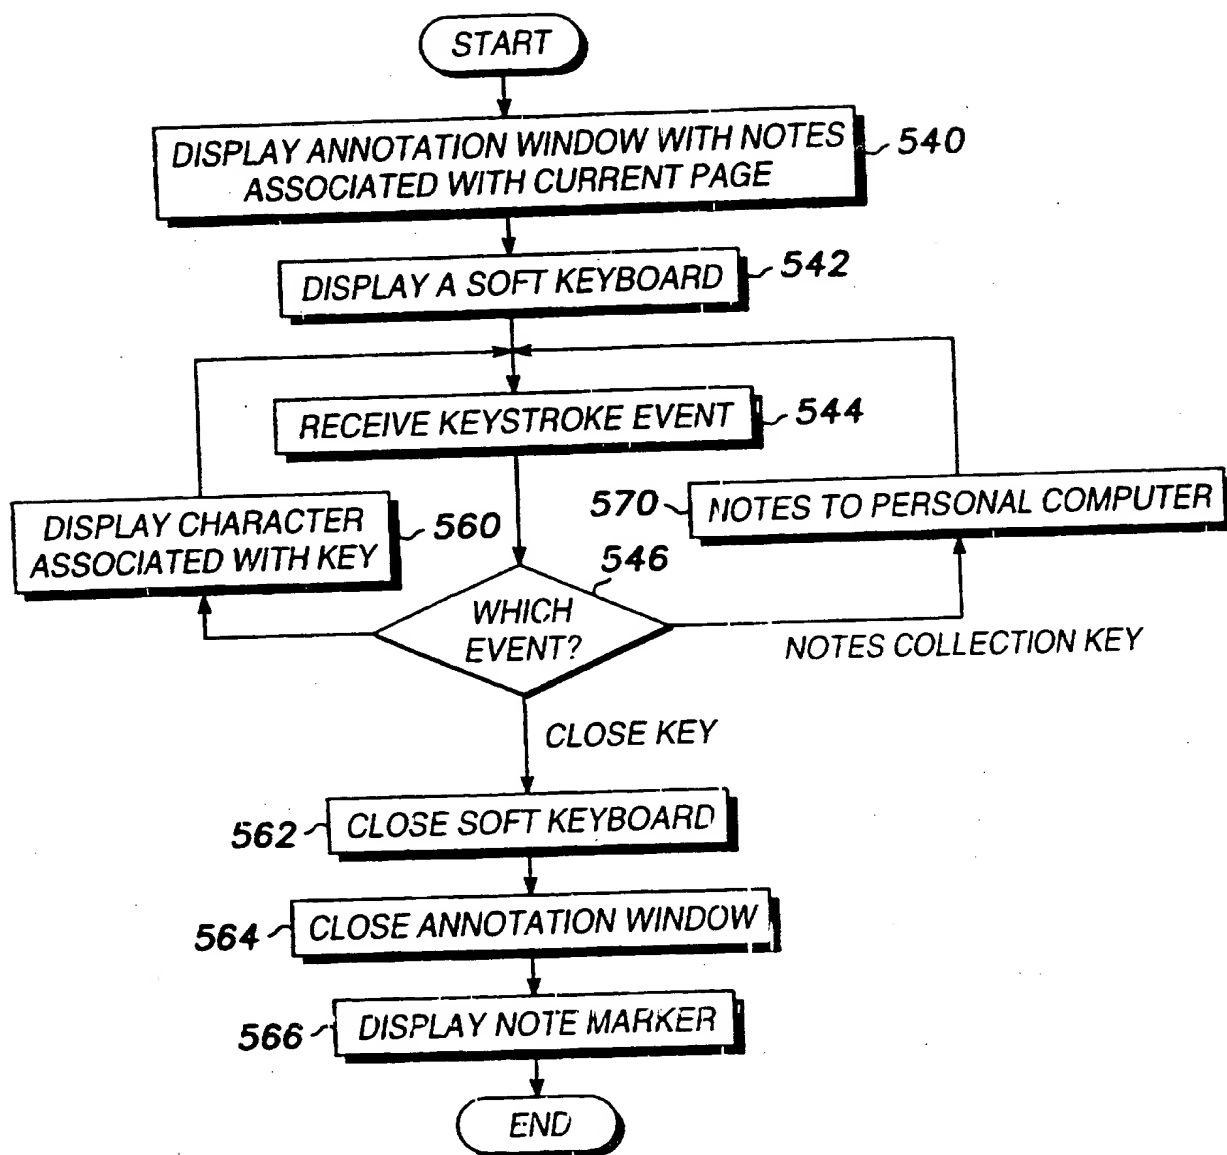 START
DISPLAY ANNOTATION WINDOW WITH NOTES
ASSOCIATED WITH CURRENT PAGE
540
DISPLAY A SOFT KEYBOARD
542
RECEIVE KEYSTROKE EVENT
544
DISPLAY CHARACTER
ASSOCIATED WITH KEY
560
570
NOTES TO PERSONAL COMPUTER
546
WHICH
EVENT?
NOTES COLLECTION KEY
CLOSE KEY
562
CLOSE SOFT KEYBOARD
564
CLOSE ANNOTATION WINDOW
566
DISPLAY NOTE MARKER
END